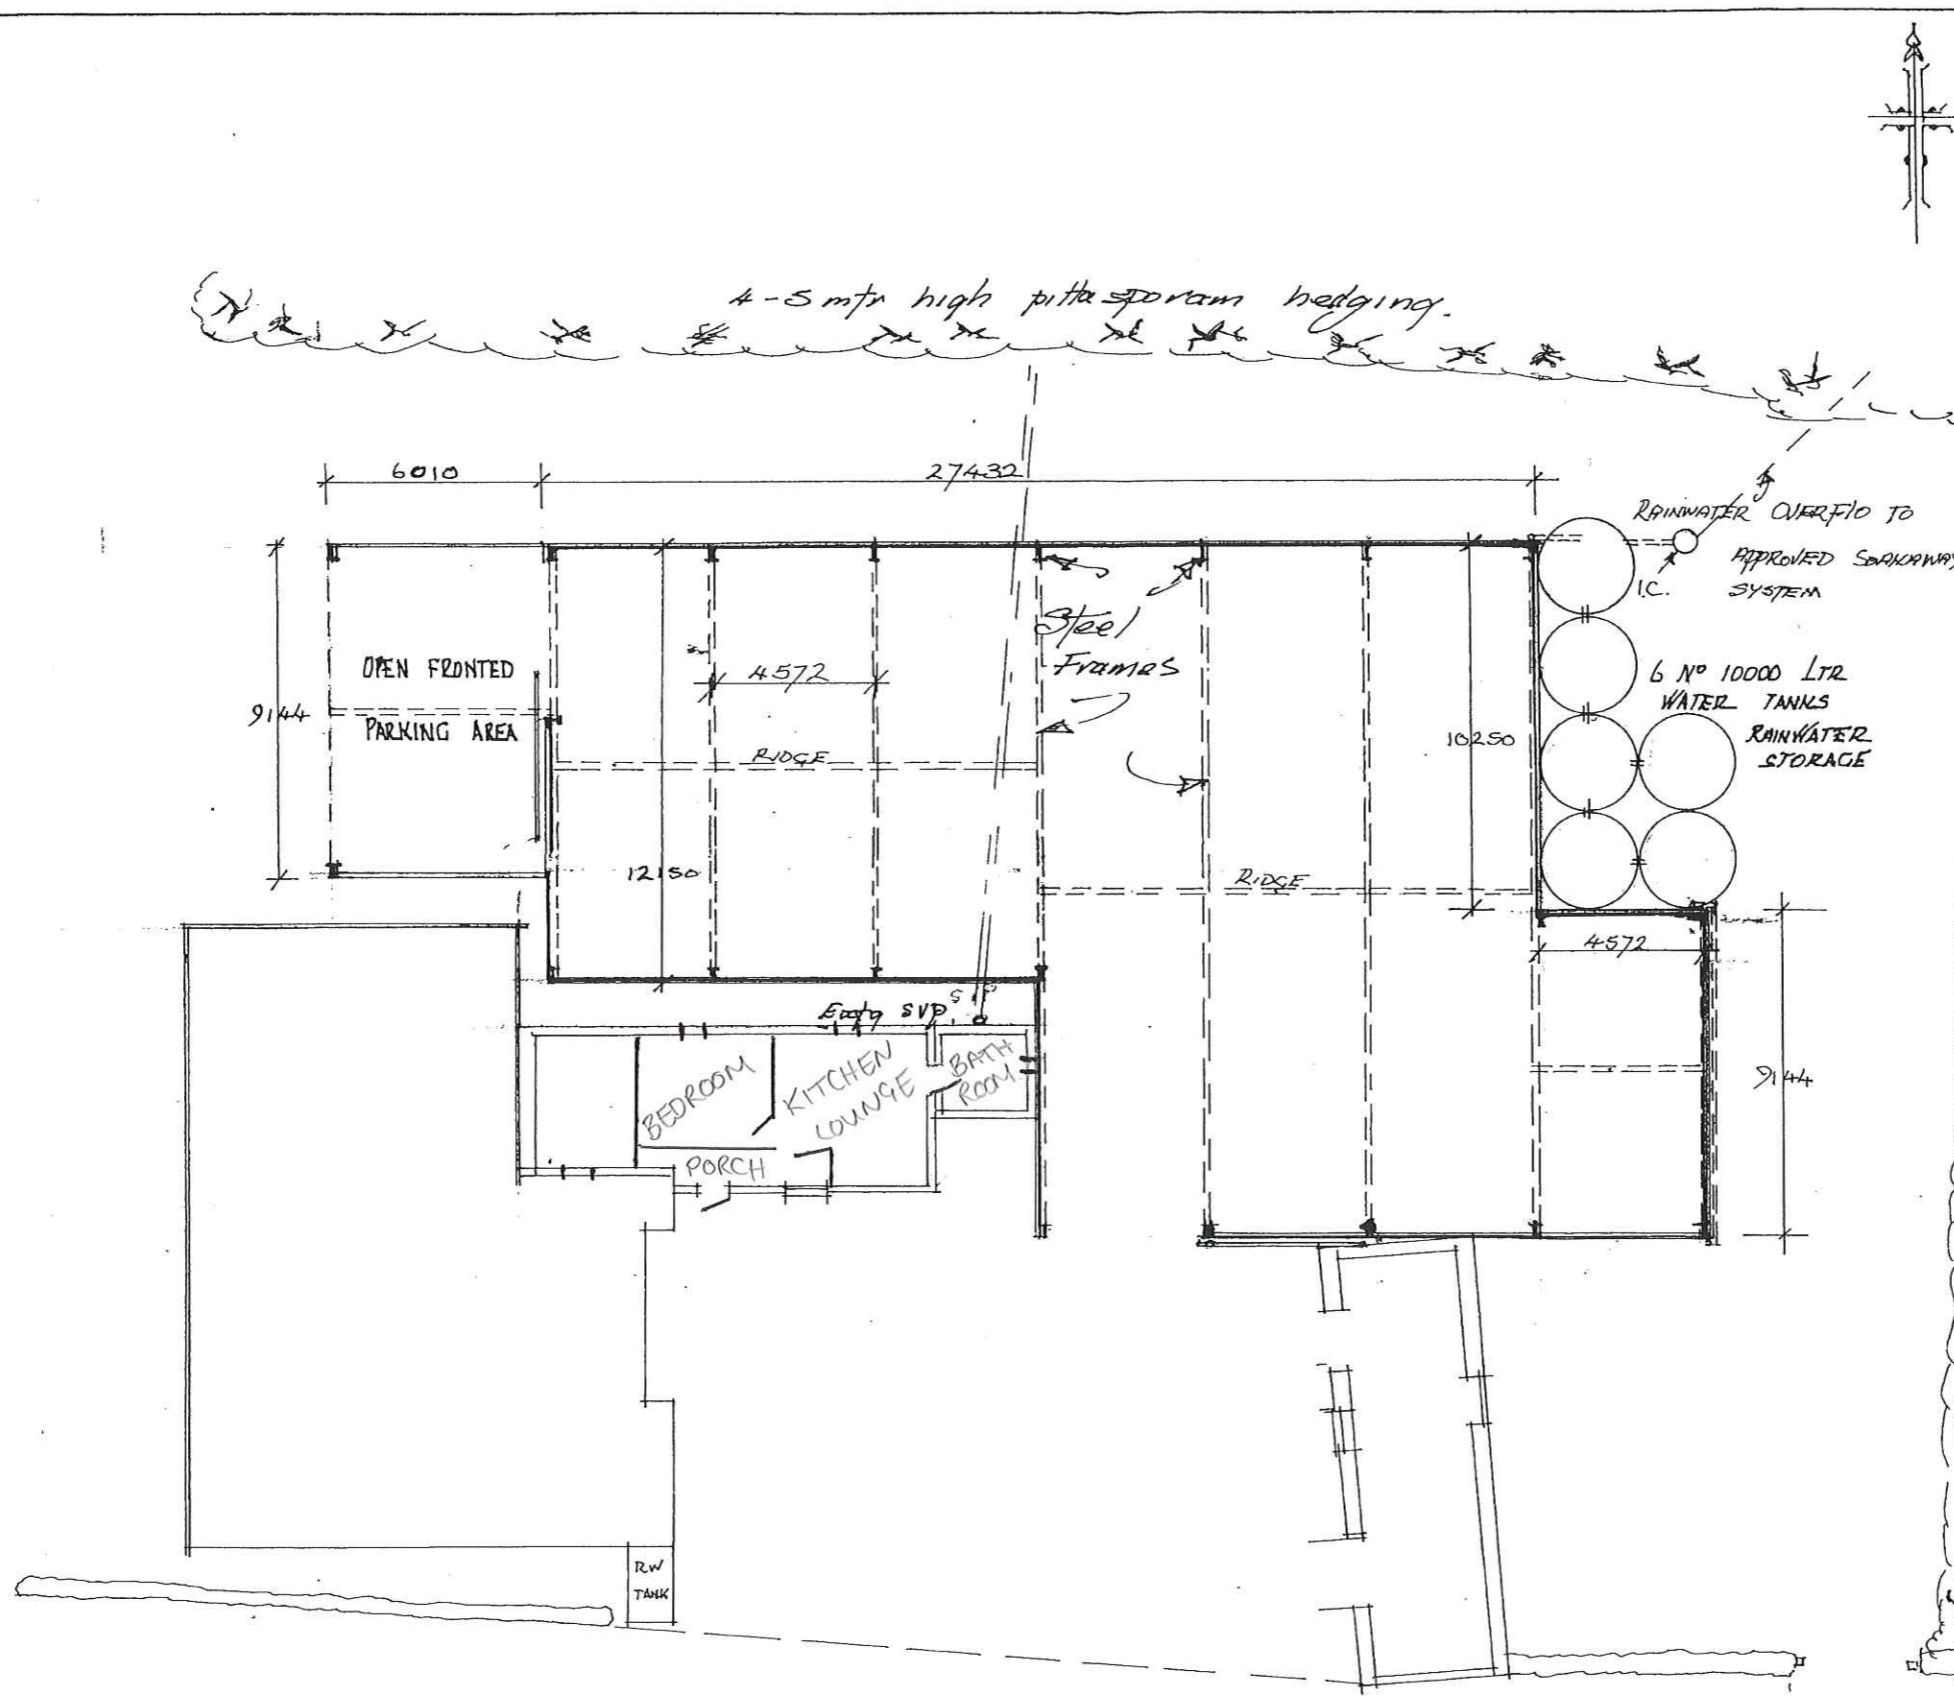 4-5mtr high pittasporam hedging.
6010
27432
RAINWATER OVERFLO TO
APPROVED SOAKAWAY
SYSTEM
I.C.
Steel
Frames
OPEN FRONTED
PARKING AREA
9144
4572
RIDGE
12150
10250
6 No 10000 LTR
WATER TANKS
RAINWATER
STORAGE
RIDGE
4572
9144
SVP
BEDROOM
KITCHEN
LOUNGE
BATH
ROOM
PORCH
RW
TANK